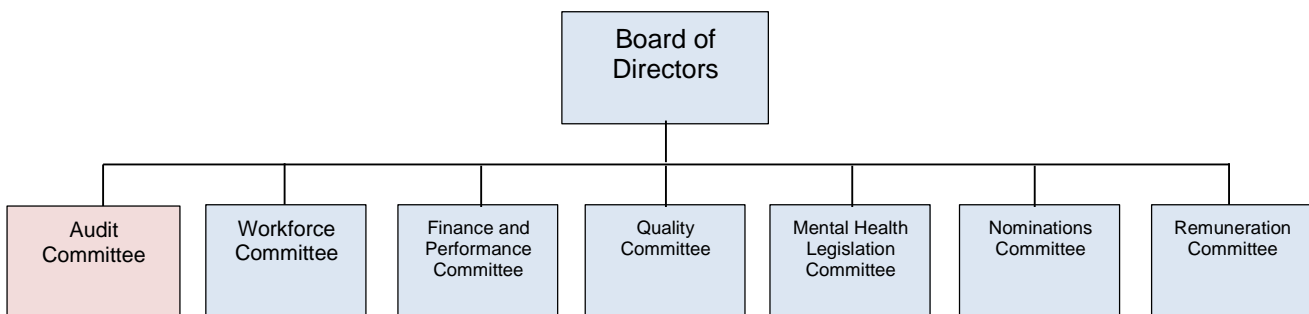 Board of
Directors
Audit
Committee
Workforce
Committee
Finance and
Performance
Committee
Quality
Committee
Mental Health
Legislation
Committee
Nominations
Committee
Remuneration
Committee